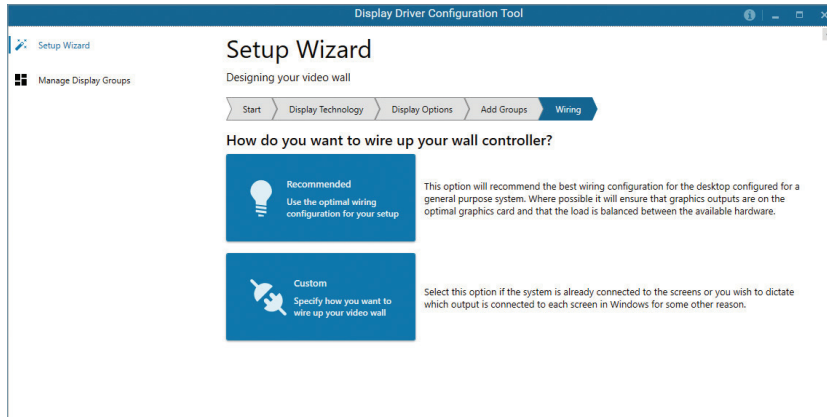 Display Driver Configuration Tool
Setup Wizard
Manage Display Groups
Setup Wizard
Designing your video wall
Start
Display Technology
Display Options
Add Groups
Wiring
How do you want to wire up your wall controller?
Recommended
Use the optimal wiring
configuration for your setup
This option will recommend the best wiring configuration for the desktop configured for a
general purpose system. Where possible it will ensure that graphics outputs are on the
optimal graphics card and that the load is balanced between the available hardware.
Custom
Specify how you want to
wire up your video wall
Select this option if the system is already connected to the screens or you wish to dictate
which output is connected to each screen in Windows for some other reason.